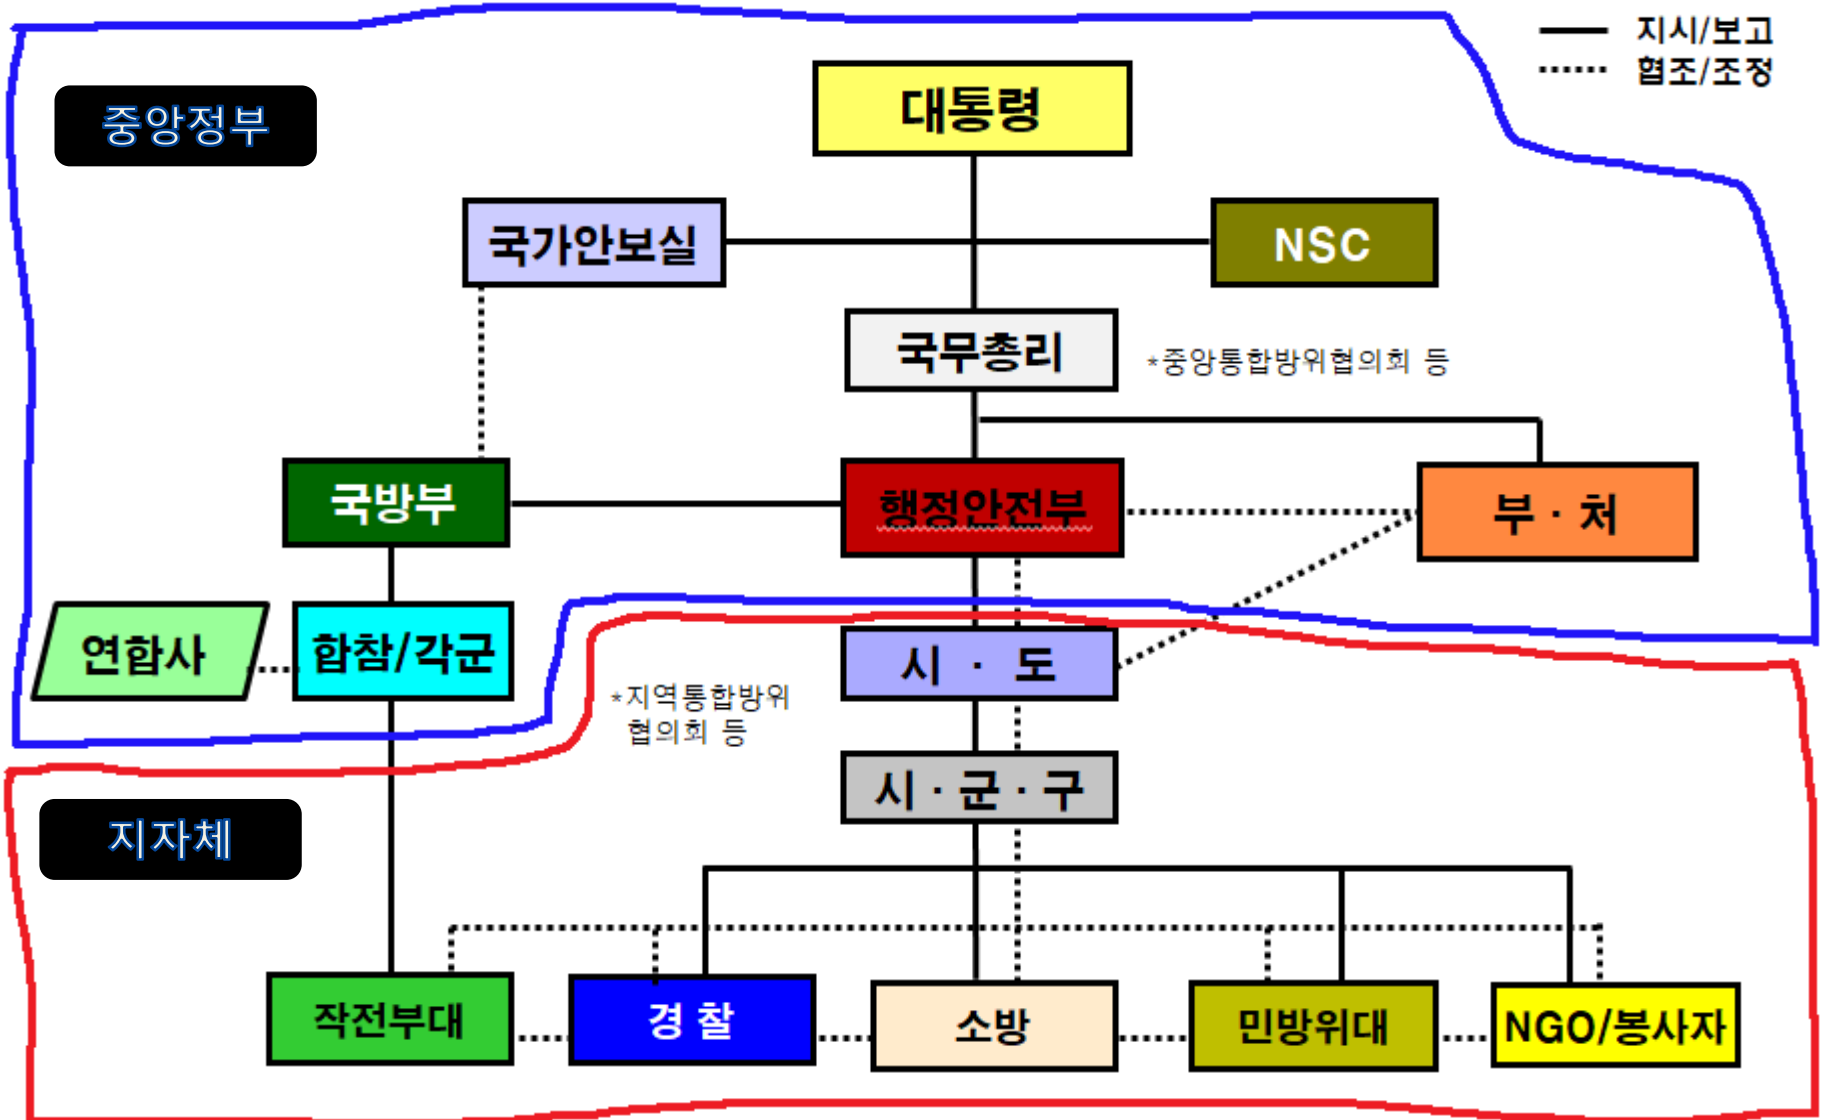 지시/보고
협조/조정
중앙정부
대통령
국가안보실
NSC
국무총리
*중앙통합방위협의회 등
국방부
행정안전부
부 · 처
연합사
합참/각군
시 · 도
*지역통합방위
협의회 등
시 · 군 · 구
지자체
작전부대
경 찰
소방
민방위대
NGO/봉사자